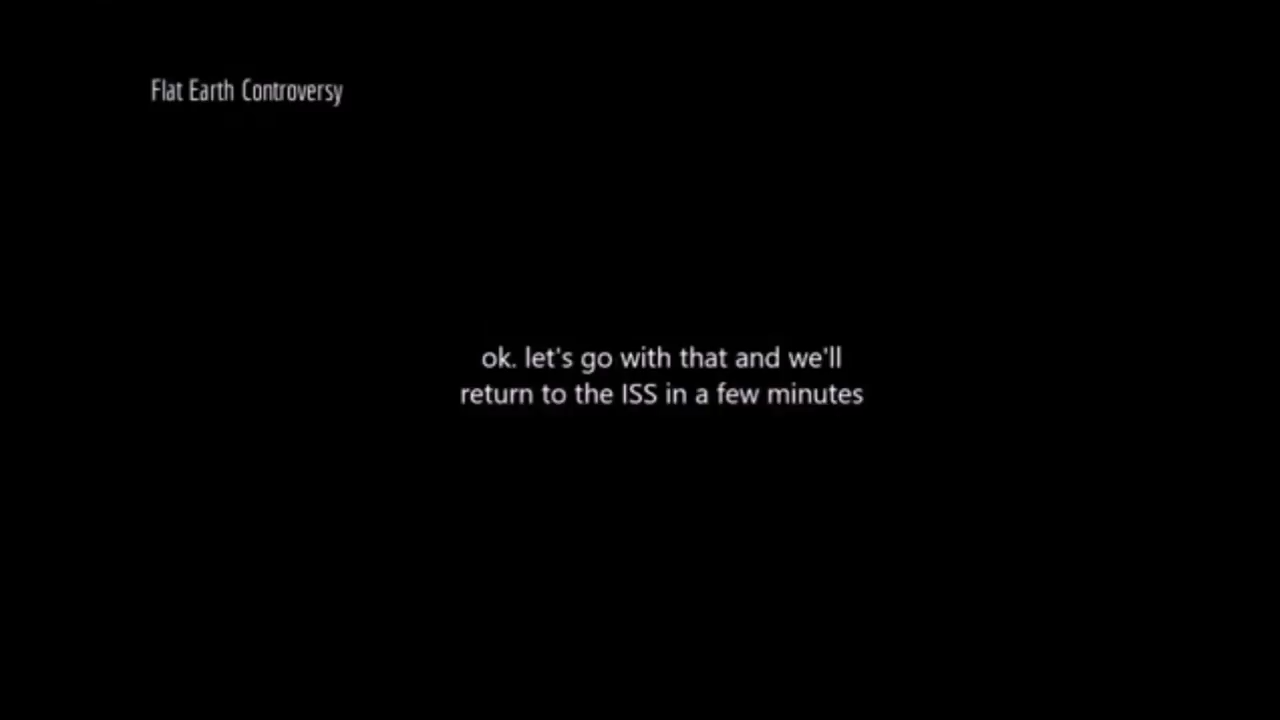 Flat Earth Controversy
ok. let's go with that and we'll
return to the ISS in a few minutes